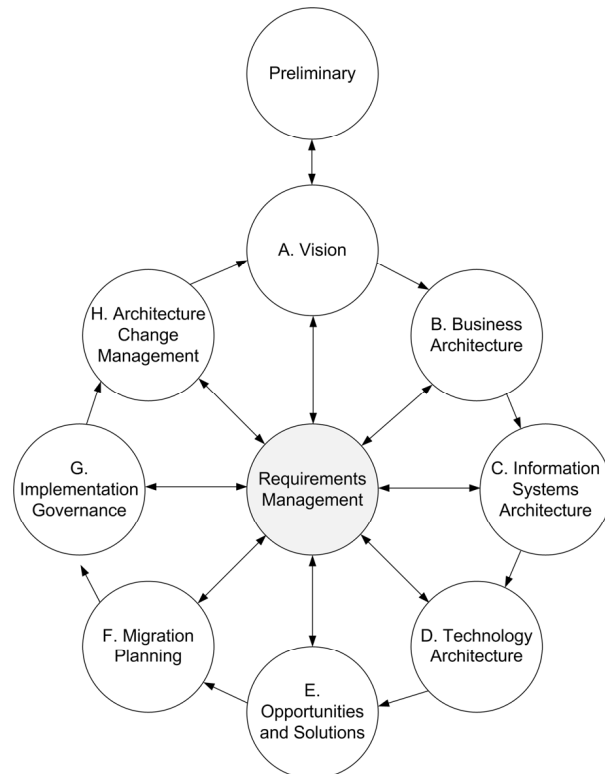 Preliminary
A. Vision
B. Business
Architecture
C. Information
Systems
Architecture
D. Technology
Architecture
E.
Opportunities
and Solutions
F. Migration
Planning
G.
Implementation
Governance
H. Architecture
Change
Management
Requirements
Management